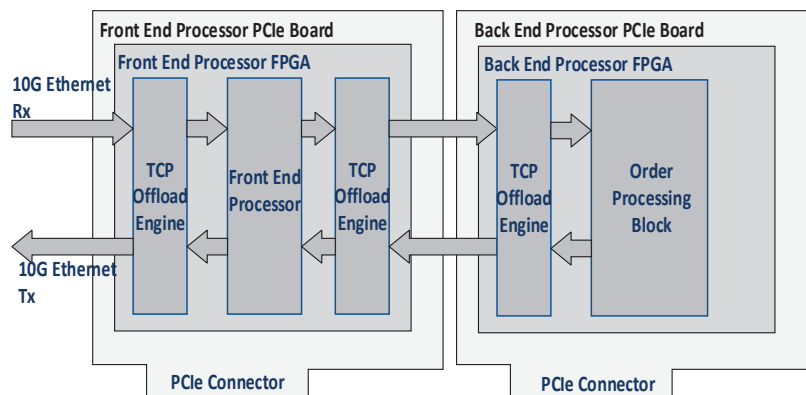 Front End Processor PCIe Board
Front End Processor FPGA
10G Ethernet
Rx
TCP
Offload
Engine
Front End
Processor
TCP
Offload
Engine
10G Ethernet
Tx
PCIe Connector
Back End Processor PCIe Board
Back End Processor FPGA
TCP
Offload
Engine
Order
Processing
Block
PCIe Connector